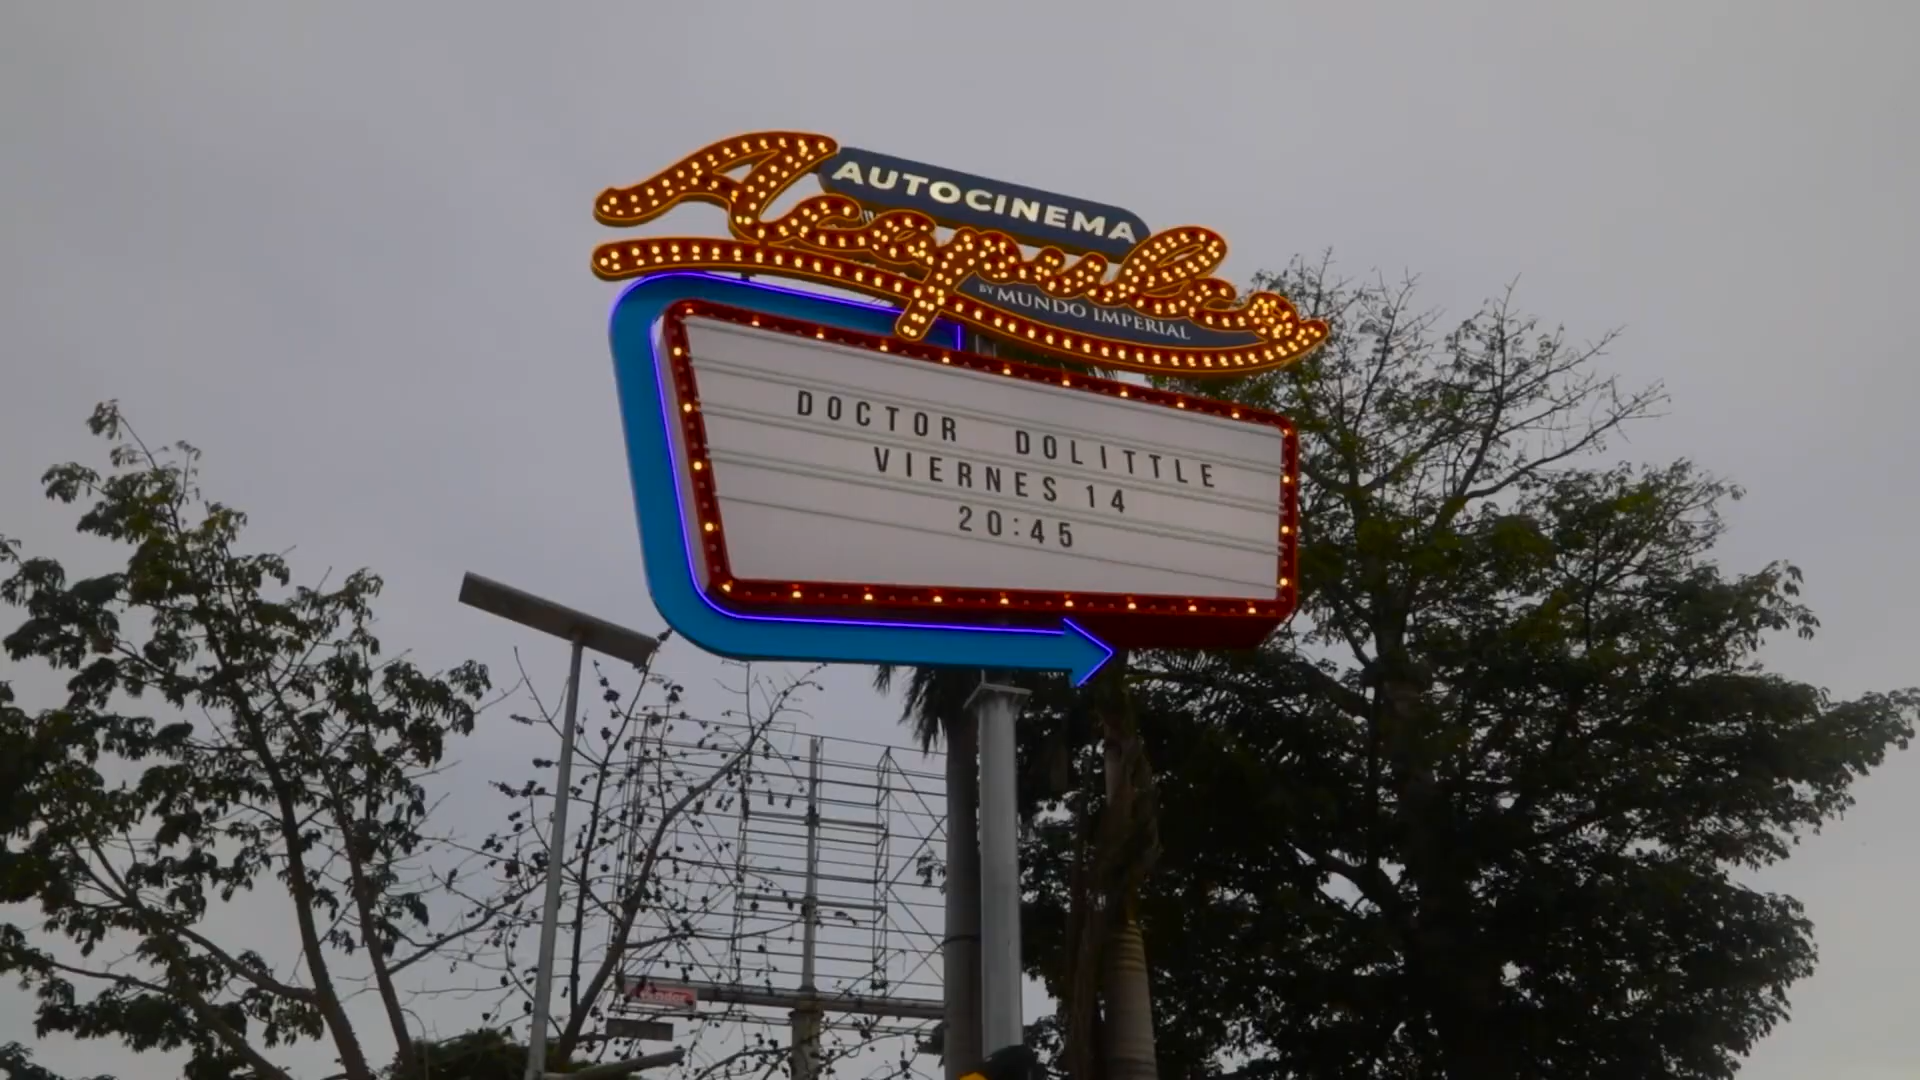 AUTOCINEMA
Acapulco
BY MUNDO IMPERIAL
DOCTOR DOLITTLE
VIERNES 14
20:45